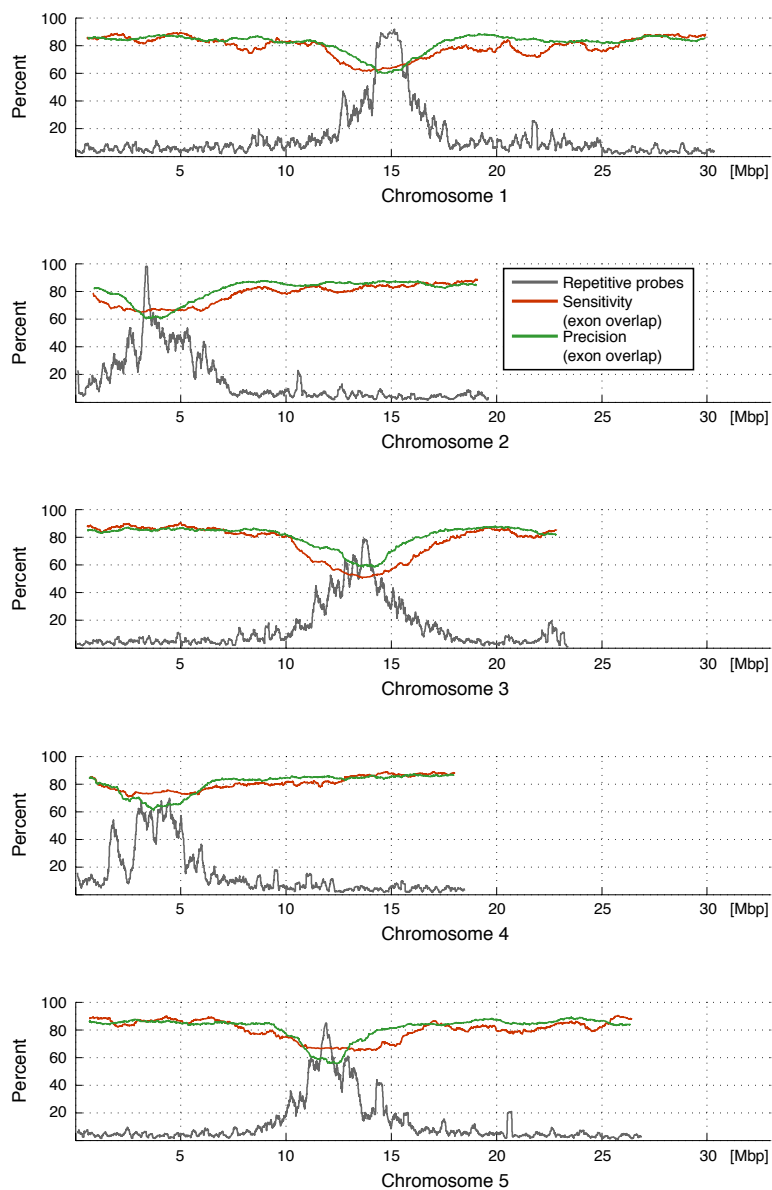 100
80
60
40
20
Percent
5 10 15 20 25 30 [Mbp]
Chromosome 1
100
80
60
40
20
Percent
Repetitive probes
Sensitivity
(exon overlap)
Precision
(exon overlap)
5 10 15 20 25 30 [Mbp]
Chromosome 2
100
80
60
40
20
Percent
5 10 15 20 25 30 [Mbp]
Chromosome 3
100
80
60
40
20
Percent
5 10 15 20 25 30 [Mbp]
Chromosome 4
100
80
60
40
20
Percent
5 10 15 20 25 30 [Mbp]
Chromosome 5